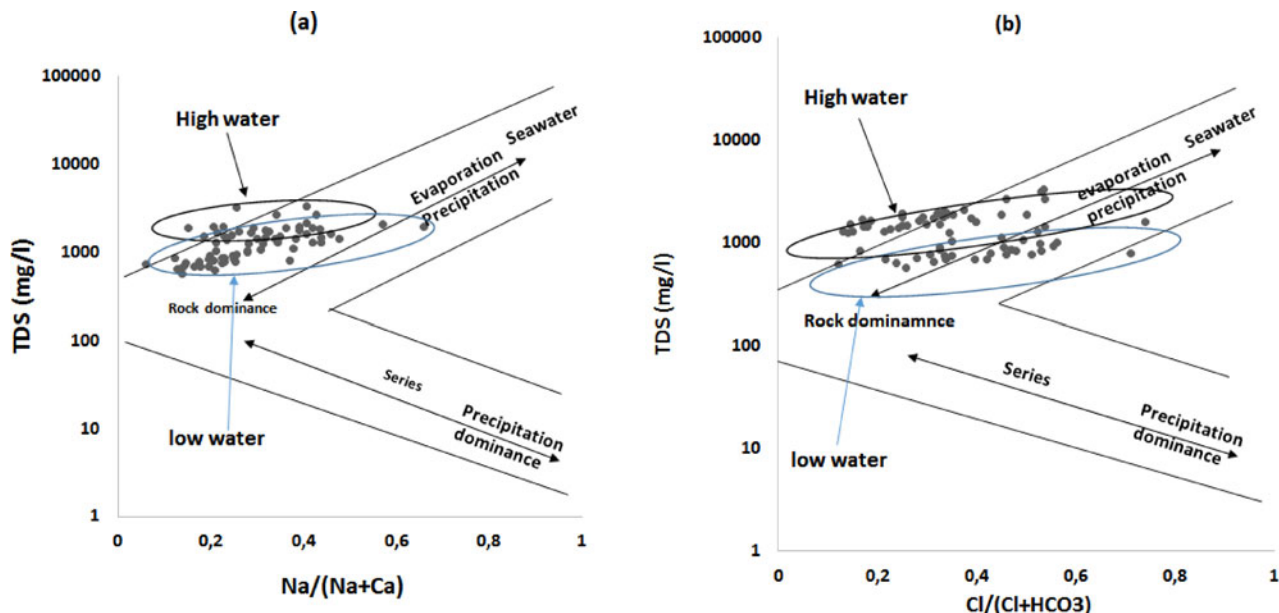 (a)
100000
10000
1000
100
10
1
TDS (mg/l)
High water
Evaporation Seawater
Precipitation
Rock dominance
Series
Precipitation
dominance
low water
0
0,2
0,4
0,6
0,8
1
Na/(Na+Ca)
(b)
100000
10000
1000
100
10
1
TDS (mg/l)
High water
evaporation Seawater
precipitation
Rock dominamnce
Series
Precipitation
dominance
low water
0
0,2
0,4
0,6
0,8
1
Cl/(Cl+HCO3)